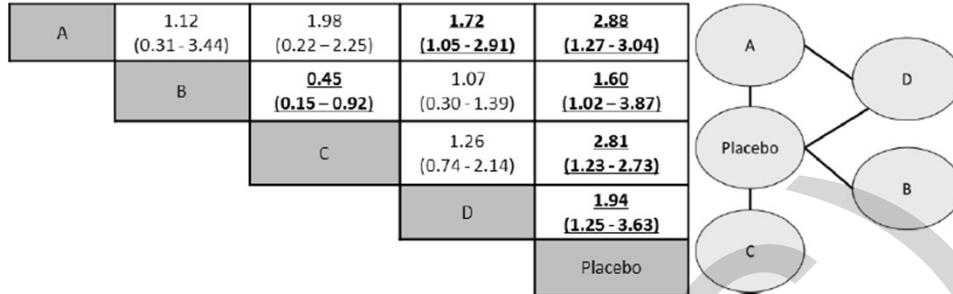 A
1.12
(0.31 - 3.44)
1.98
(0.22 – 2.25)
1.72
(1.05 - 2.91)
2.88
(1.27 - 3.04)
B
0.45
(0.15 – 0.92)
1.07
(0.30 - 1.39)
1.60
(1.02 – 3.87)
C
1.26
(0.74 - 2.14)
2.81
(1.23 - 2.73)
D
1.94
(1.25 - 3.63)
Placebo
A
D
Placebo
B
C